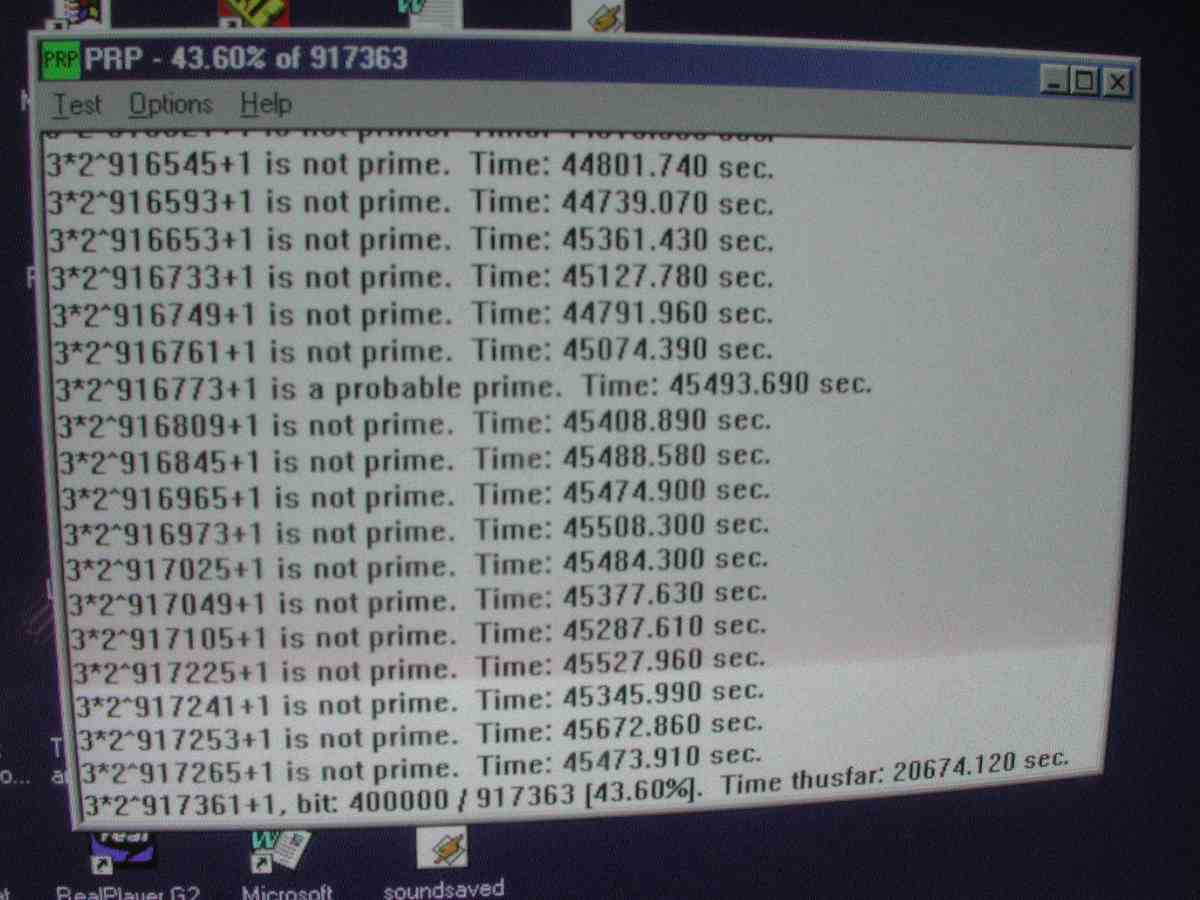 PRP PRP - 43.60% of 917363
Test Options Help
is not prime. Time: sec.
3*2^916545+1 is not prime. Time: 44801.740 sec.
3*2^916593+1 is not prime. Time: 44739.070 sec.
3*2^916653+1 is not prime. Time: 45361.430 sec.
3*2^916733+1 is not prime. Time: 45127.780 sec.
3*2^916749+1 is not prime. Time: 44791.960 sec.
3*2^916761+1 is not prime. Time: 45074.390 sec.
3*2^916773+1 is a probable prime. Time: 45493.690 sec.
3*2^916809+1 is not prime. Time: 45408.890 sec.
3*2^916845+1 is not prime. Time: 45488.580 sec.
3*2^916965+1 is not prime. Time: 45474.900 sec.
3*2^916973+1 is not prime. Time: 45508.300 sec.
3*2^917025+1 is not prime. Time: 45484.300 sec.
3*2^917049+1 is not prime. Time: 45377.630 sec.
3*2^917105+1 is not prime. Time: 45287.610 sec.
3*2^917225+1 is not prime. Time: 45527.960 sec.
3*2^917241+1 is not prime. Time: 45345.990 sec.
3*2^917253+1 is not prime. Time: 45672.860 sec.
3*2^917265+1 is not prime. Time: 45473.910 sec.
3*2^917361+1, bit: 400000 / 917363 [43.60%]. Time thusfar: 20674.120 sec.
real
RealPlayer G2 Microsoft soundsaved